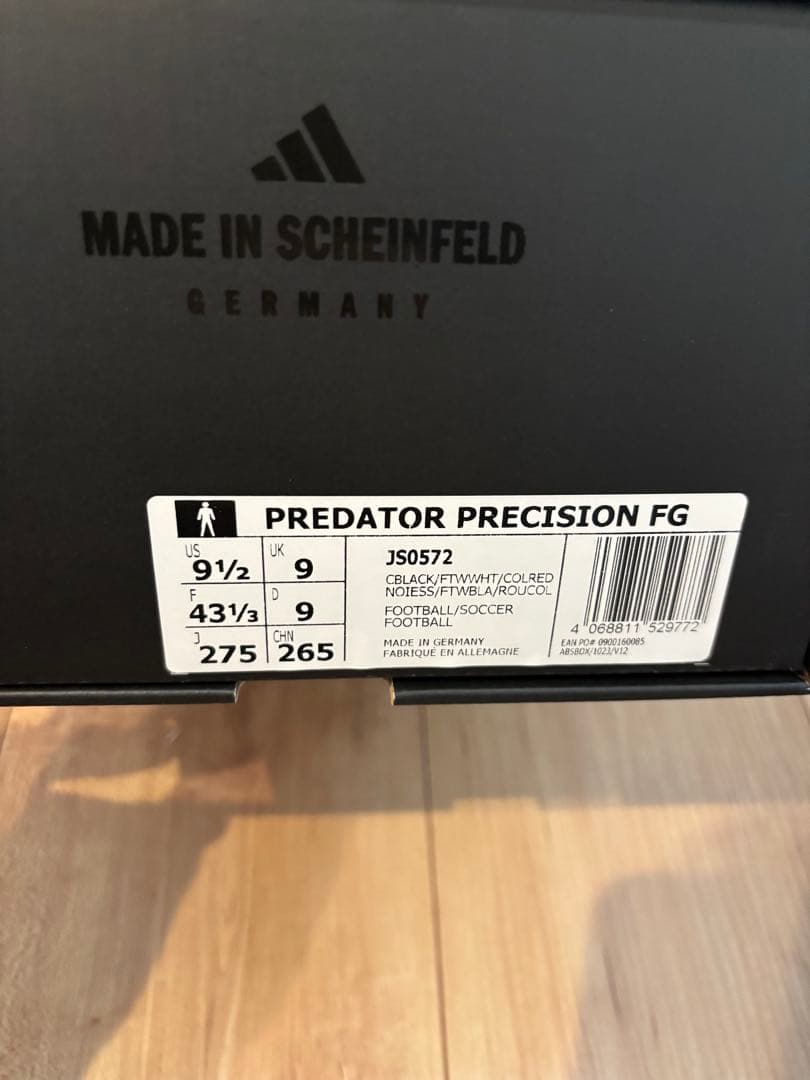 MADE IN SCHEINFELD
GERMANY
PREDATOR PRECISION FG
US 9½ UK 9
F 43⅓ D 9
J 275 CHN 265
JS0572
CBLACK/FTWWHT/COLRED
NOIESS/FTWBLA/ROUCOL
FOOTBALL/SOCCER
FOOTBALL
MADE IN GERMANY
FABRIQUÉ EN ALLEMAGNE
4 068811 529772
EAN PO# 0900160085
ABSBOX/1023/V12